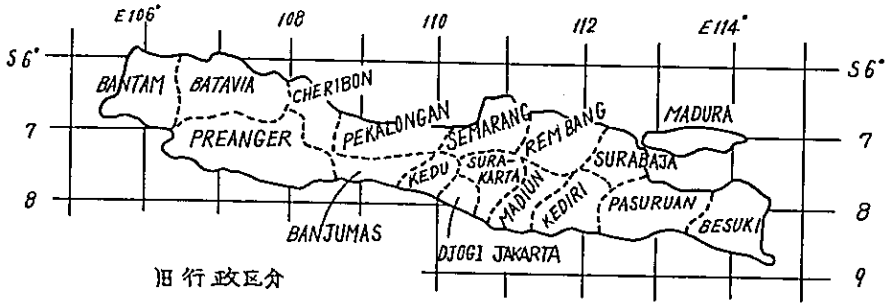 E106° 108 110 112 E114°
S6° S6°
BANTAM BATAVIA CHERIBON
PEKALONGAN SEMARANG REMBANG MADURA
7 PREANGER 7
KEDU SURA-KARTA SURABAJA
MADIUN KEDIRI PASURUAN
8 8
BANJUMAS BESUKI
DJOGI JAKARTA
旧行政区分 9